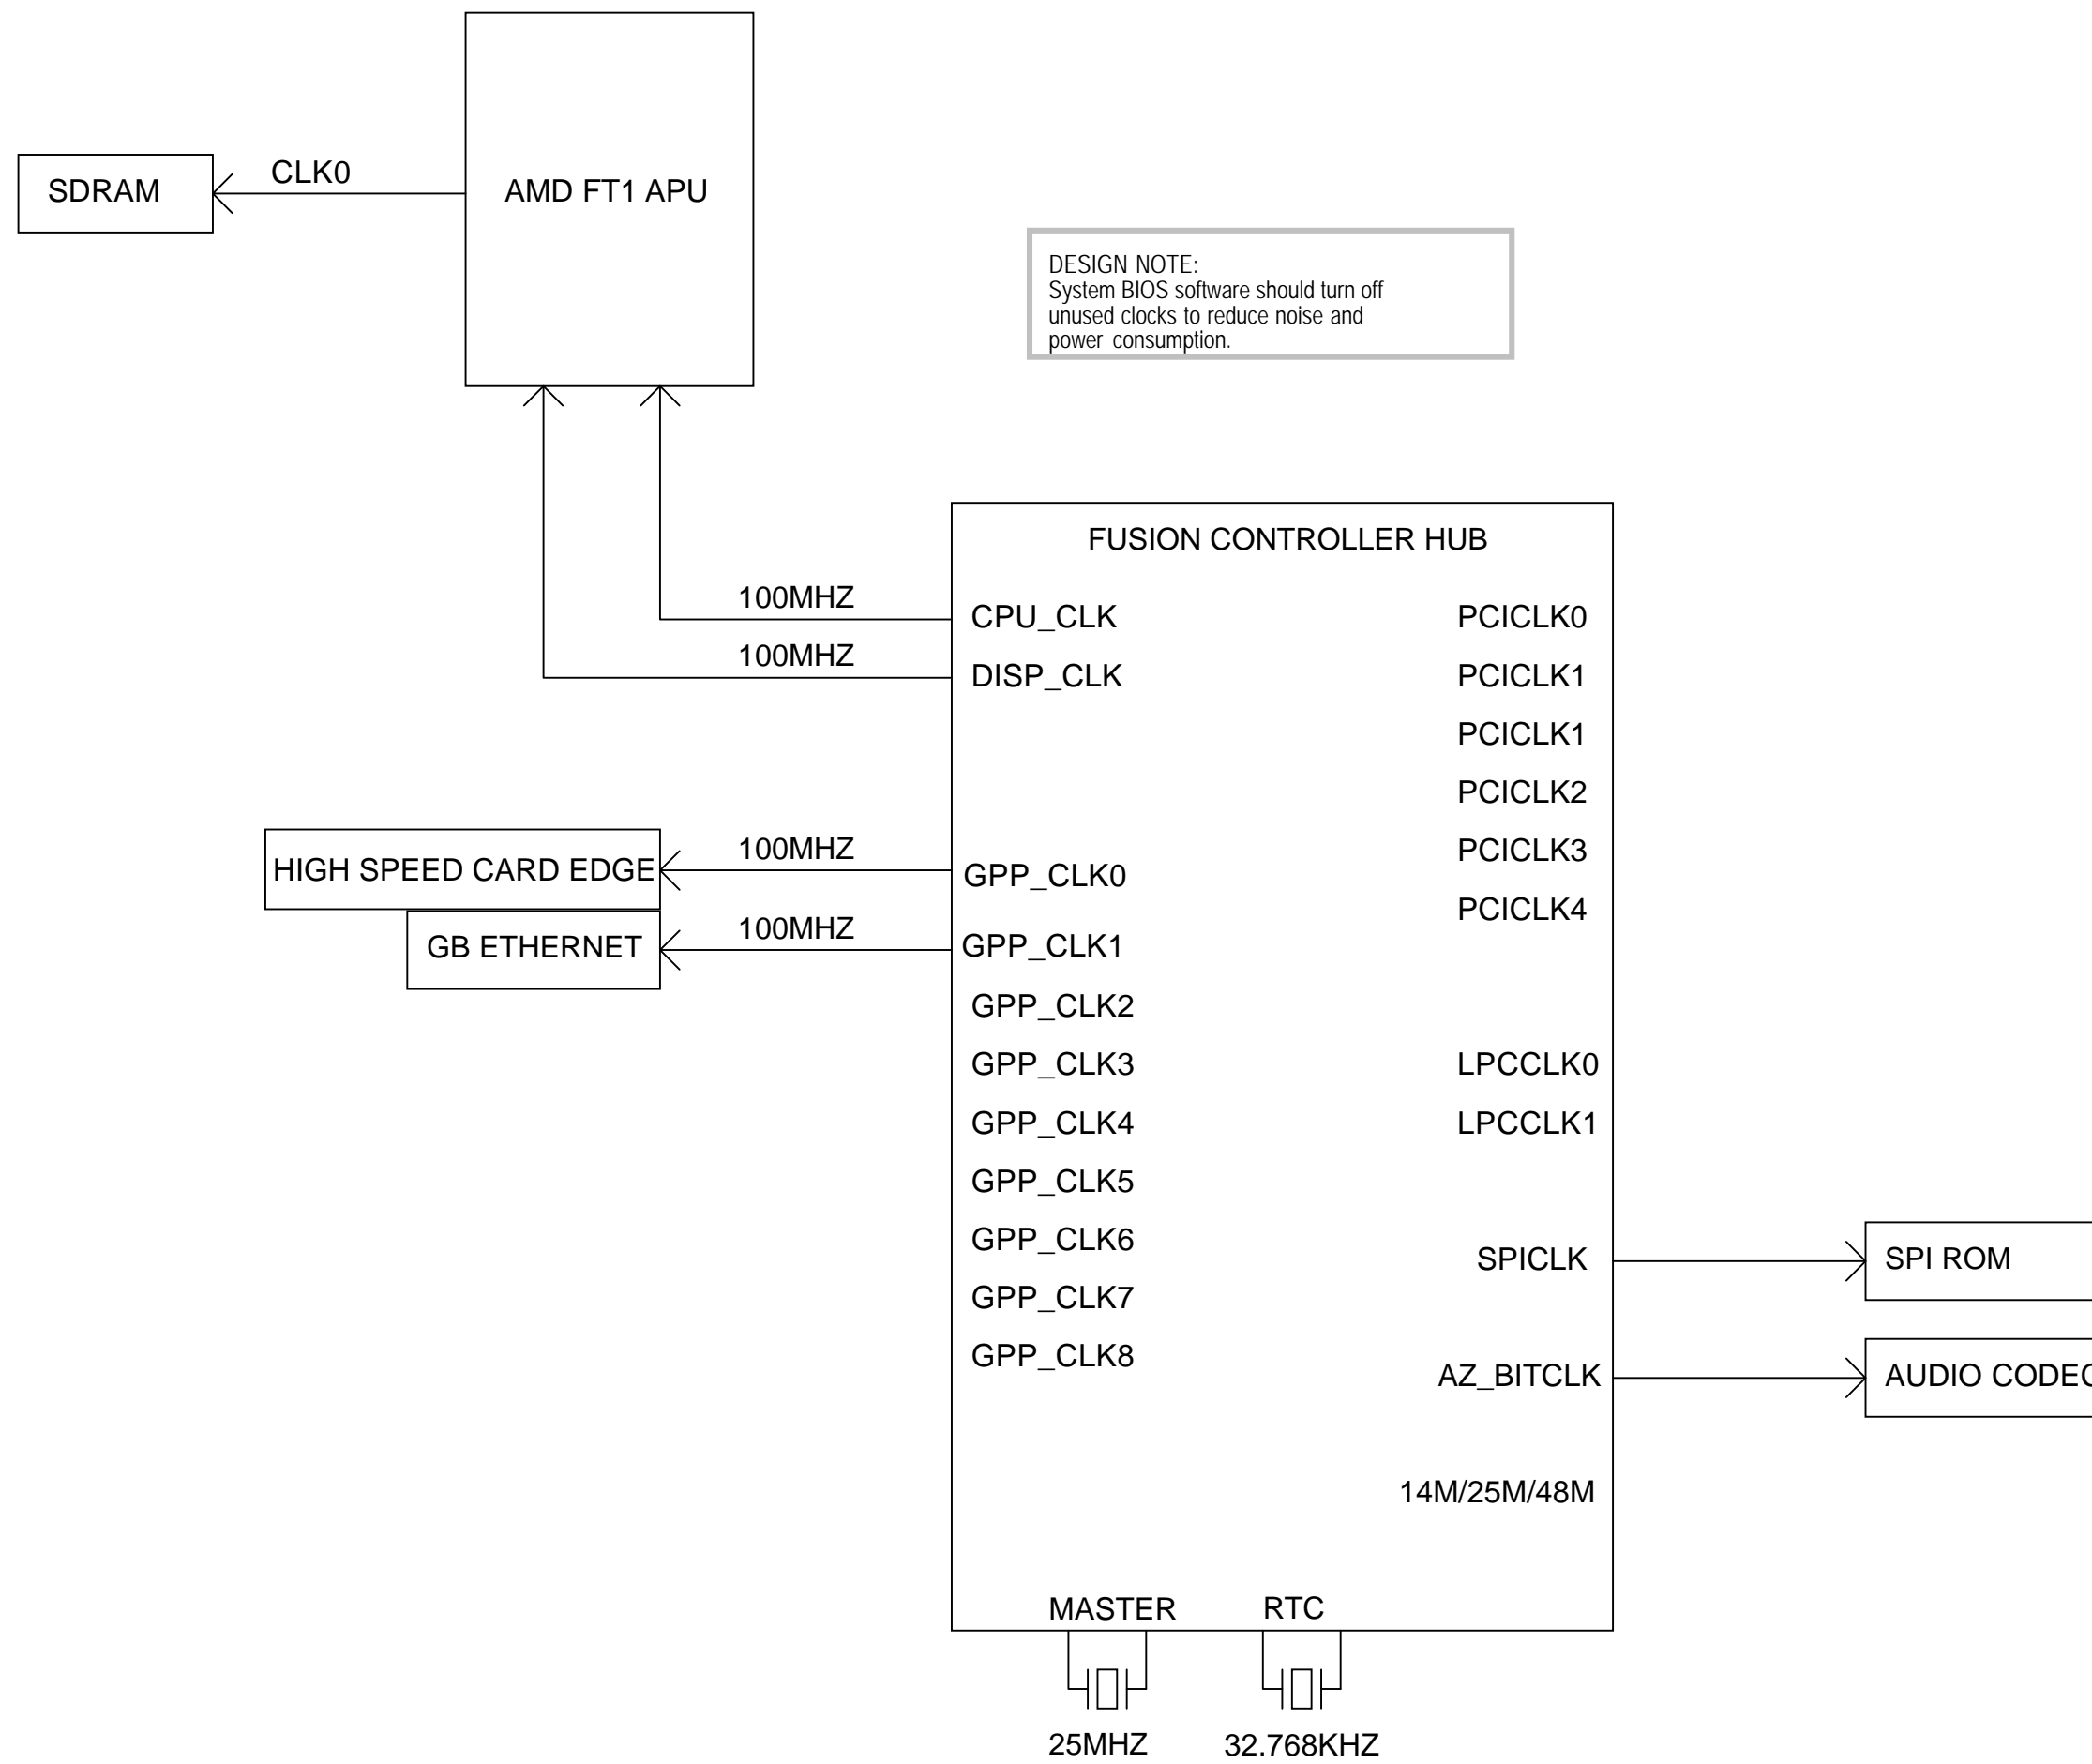 CLK0
SDRAM
AMD FT1 APU
DESIGN NOTE:
System BIOS software should turn off
unused clocks to reduce noise and
power consumption.
FUSION CONTROLLER HUB
100MHZ
CPU_CLK
PCICLK0
100MHZ
DISP_CLK
PCICLK1
PCICLK1
PCICLK2
100MHZ
PCICLK3
HIGH SPEED CARD EDGE
GPP_CLK0
PCICLK4
100MHZ
GB ETHERNET
GPP_CLK1
GPP_CLK2
GPP_CLK3
LPCCLK0
GPP_CLK4
LPCCLK1
GPP_CLK5
GPP_CLK6
SPICLK
SPI ROM
GPP_CLK7
GPP_CLK8
AZ_BITCLK
AUDIO CODEC
14M/25M/48M
MASTER
RTC
25MHZ
32.768KHZ